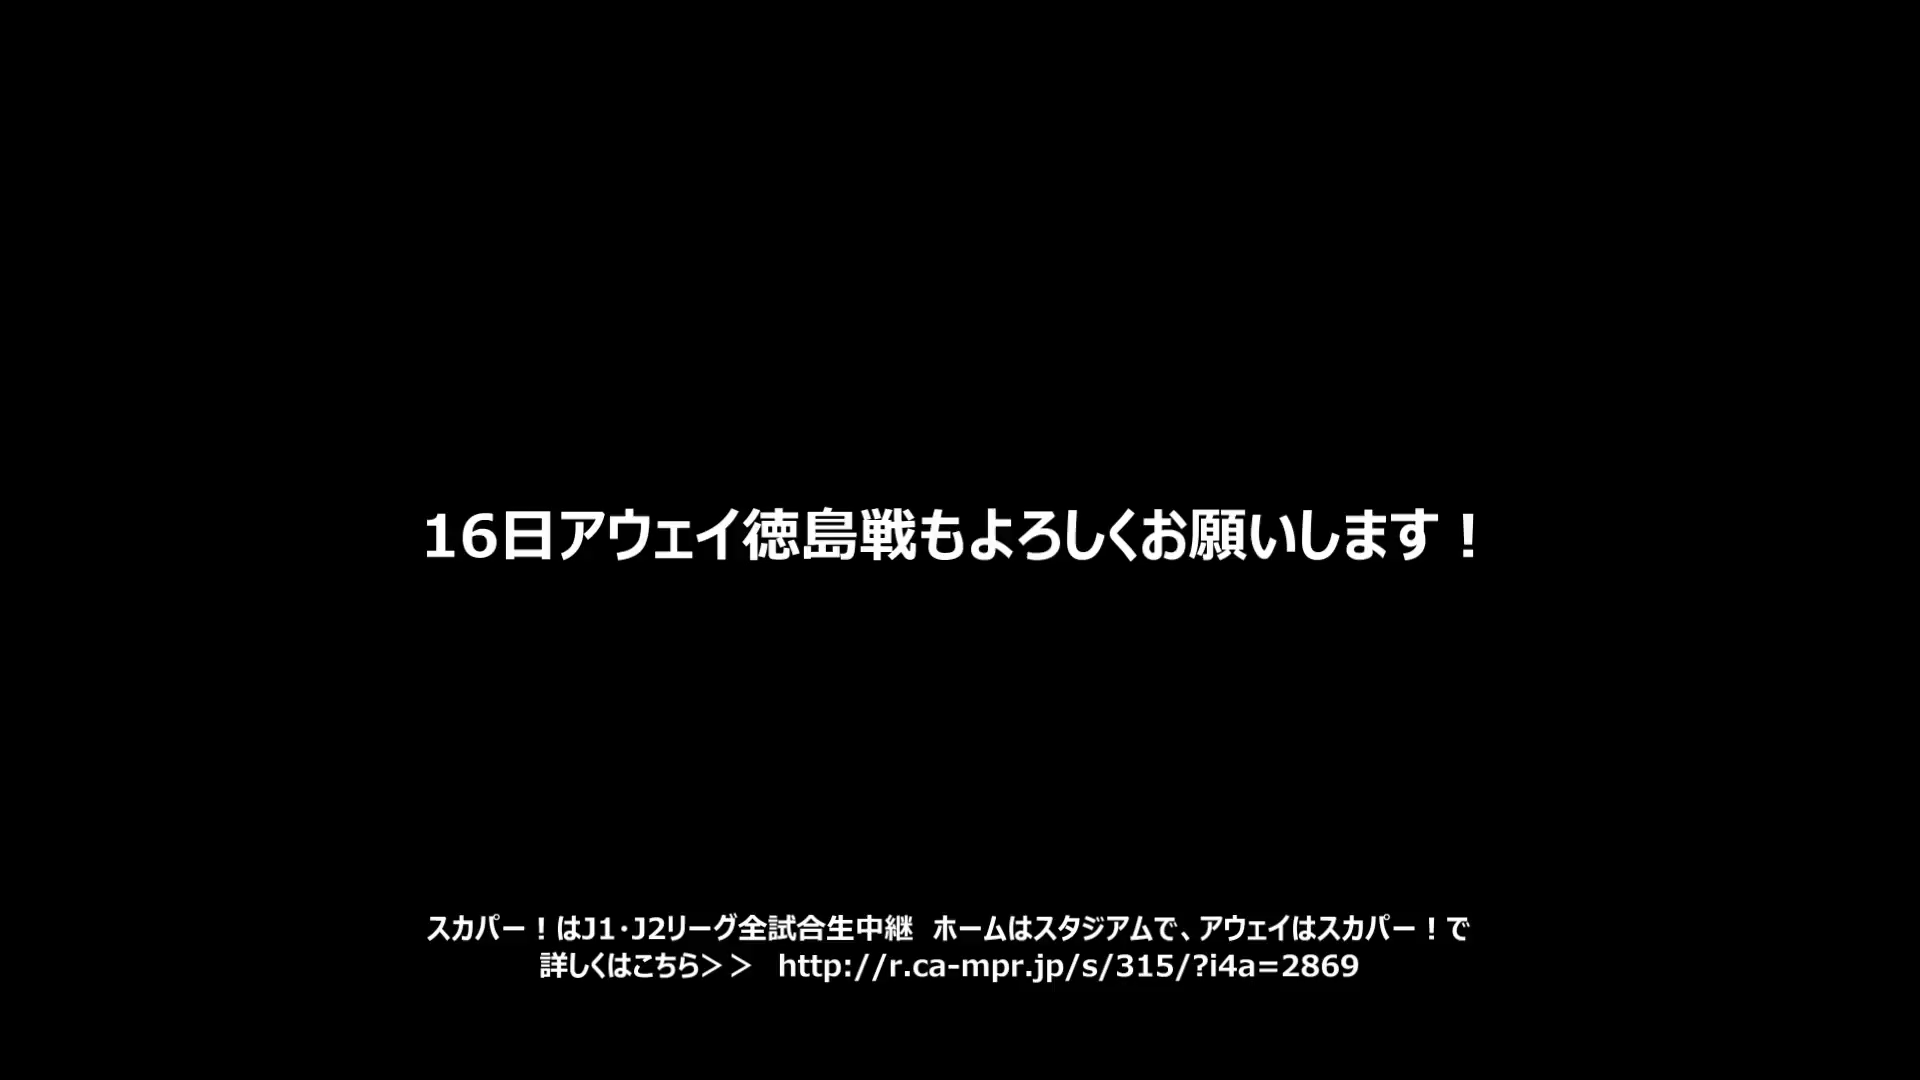 16日アウェイ徳島戦もよろしくお願いします！
スカパー！はJ1･J2リーグ全試合生中継　ホームはスタジアムで、アウェイはスカパー！で
詳しくはこちら＞＞　http://r.ca-mpr.jp/s/315/?i4a=2869